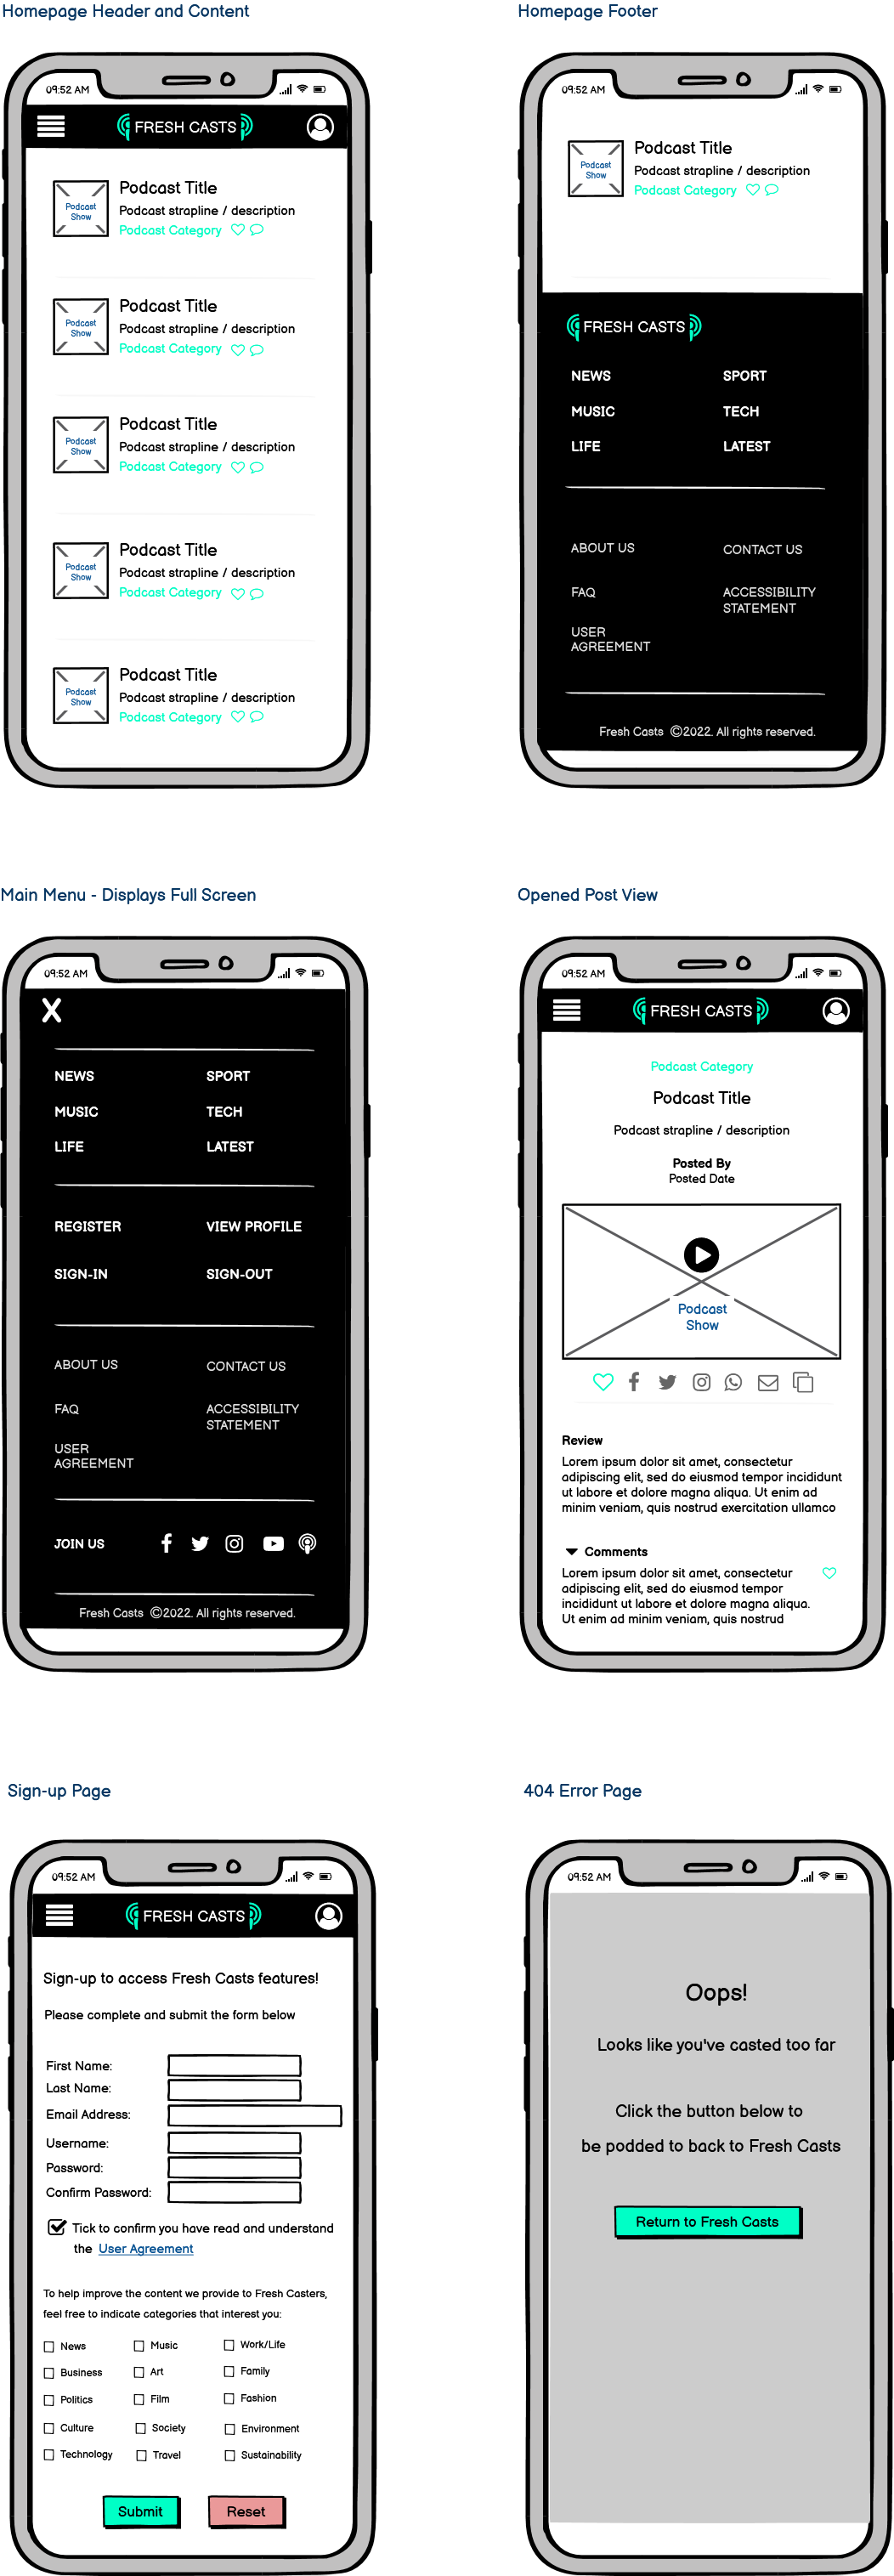 Homepage Header and Content
09:52 AM
FRESH CASTS
Podcast
Show
Podcast Title
Podcast strapline / description
Podcast Category
Podcast
Show
Podcast Title
Podcast strapline / description
Podcast Category
Podcast
Show
Podcast Title
Podcast strapline / description
Podcast Category
Podcast
Show
Podcast Title
Podcast strapline / description
Podcast Category
Podcast
Show
Podcast Title
Podcast strapline / description
Podcast Category
Homepage Footer
09:52 AM
Podcast
Show
Podcast Title
Podcast strapline / description
Podcast Category
FRESH CASTS
NEWS SPORT
MUSIC TECH
LIFE LATEST
ABOUT US CONTACT US
FAQ ACCESSIBILITY
STATEMENT
USER
AGREEMENT
Fresh Casts ©2022. All rights reserved.
Main Menu - Displays Full Screen
09:52 AM
X
NEWS SPORT
MUSIC TECH
LIFE LATEST
REGISTER VIEW PROFILE
SIGN-IN SIGN-OUT
ABOUT US CONTACT US
FAQ ACCESSIBILITY
STATEMENT
USER
AGREEMENT
JOIN US
Fresh Casts ©2022. All rights reserved.
Opened Post View
09:52 AM
FRESH CASTS
Podcast Category
Podcast Title
Podcast strapline / description
Posted By
Posted Date
Podcast
Show
Review
Lorem ipsum dolor sit amet, consectetur
adipiscing elit, sed do eiusmod tempor incididunt
ut labore et dolore magna aliqua. Ut enim ad
minim veniam, quis nostrud exercitation ullamco
Comments
Lorem ipsum dolor sit amet, consectetur
adipiscing elit, sed do eiusmod tempor
incididunt ut labore et dolore magna aliqua.
Ut enim ad minim veniam, quis nostrud
Sign-up Page
09:52 AM
FRESH CASTS
Sign-up to access Fresh Casts features!
Please complete and submit the form below
First Name:
Last Name:
Email Address:
Username:
Password:
Confirm Password:
Tick to confirm you have read and understand
the User Agreement
To help improve the content we provide to Fresh Casters,
feel free to indicate categories that interest you:
News Music Work/Life
Business Art Family
Politics Film Fashion
Culture Society Environment
Technology Travel Sustainability
Submit Reset
404 Error Page
09:52 AM
Oops!
Looks like you've casted too far
Click the button below to
be podded to back to Fresh Casts
Return to Fresh Casts